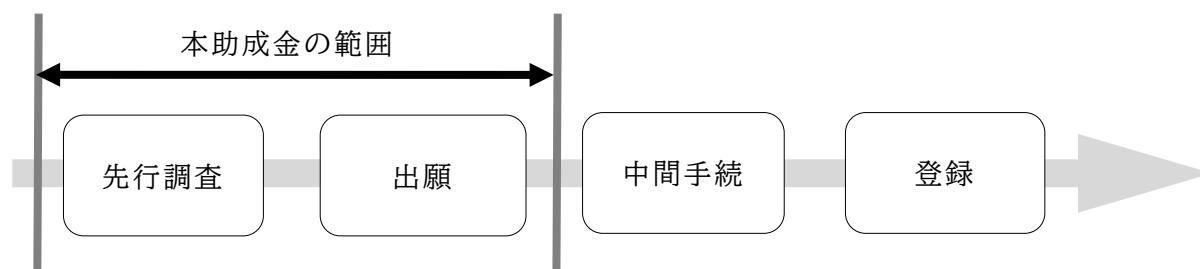 本助成金の範囲
先行調査
出願
中間手続
登録